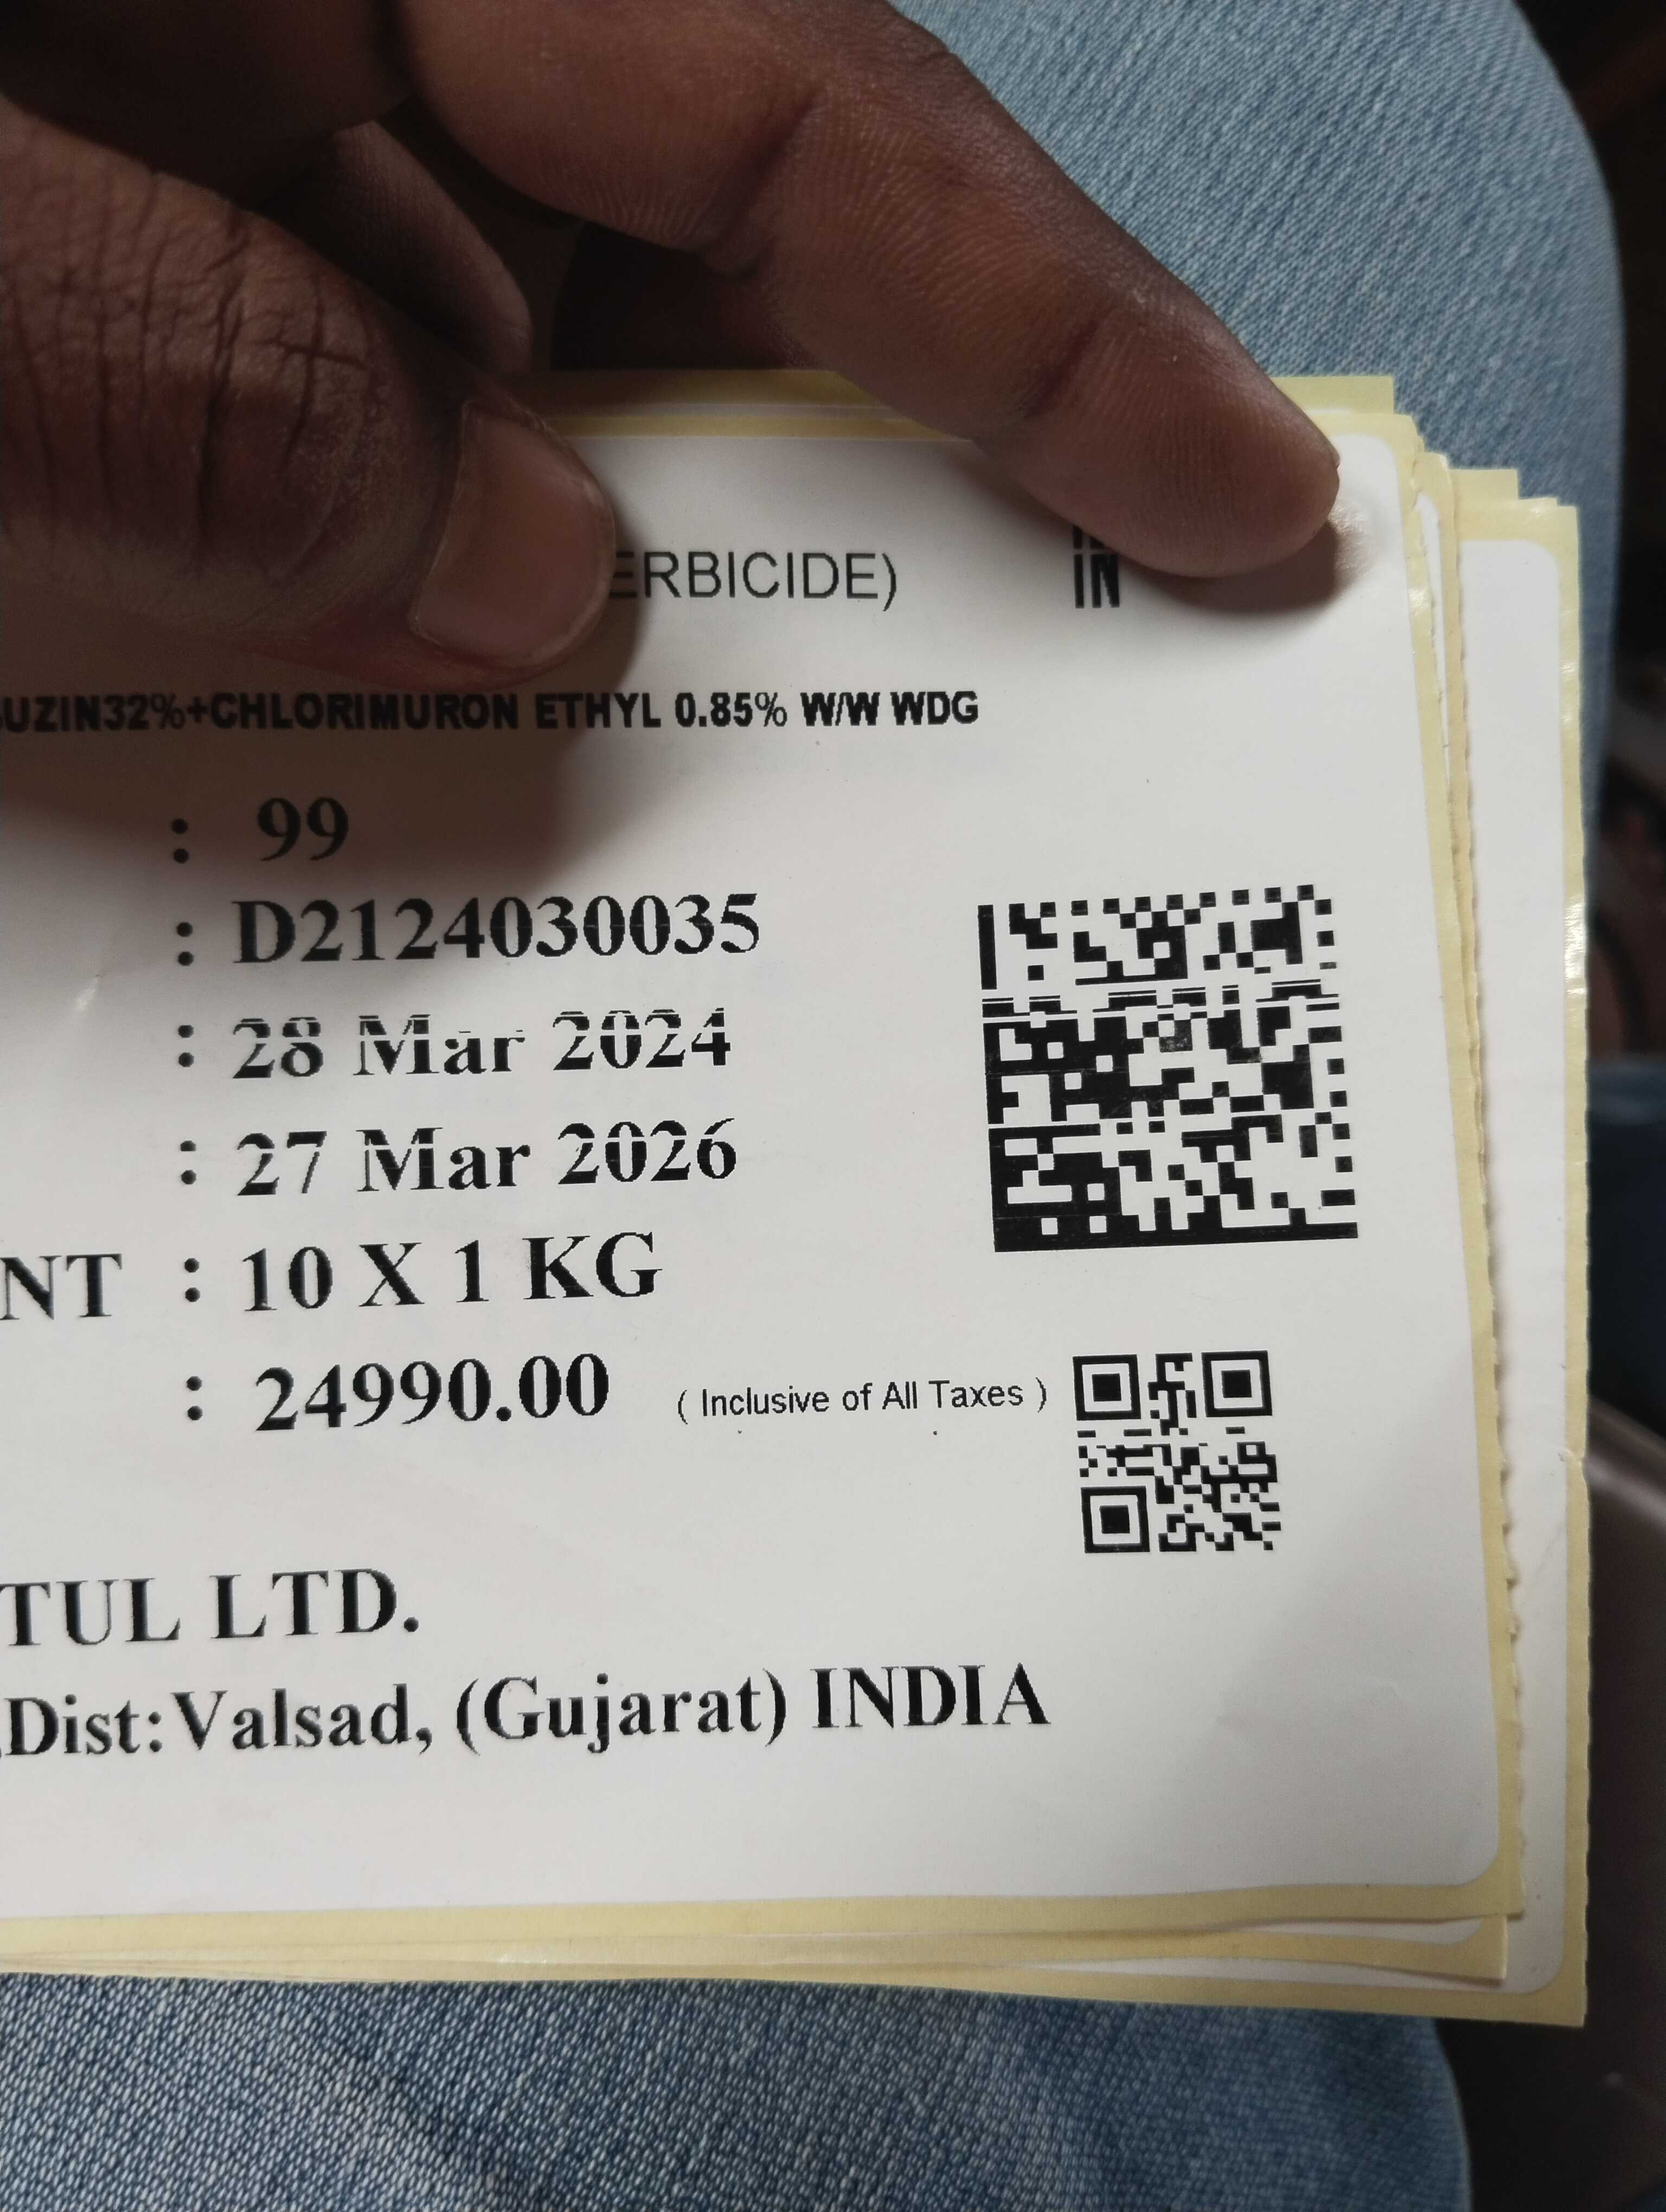 ERBICIDE)
IN
UZIN32%+CHLORIMURON ETHYL 0.85% W/W WDG
: 99
: D2124030035
: 28 Mar 2024
: 27 Mar 2026
NT : 10 X 1 KG
: 24990.00 ( Inclusive of All Taxes )
TUL LTD.
Dist:Valsad, (Gujarat) INDIA